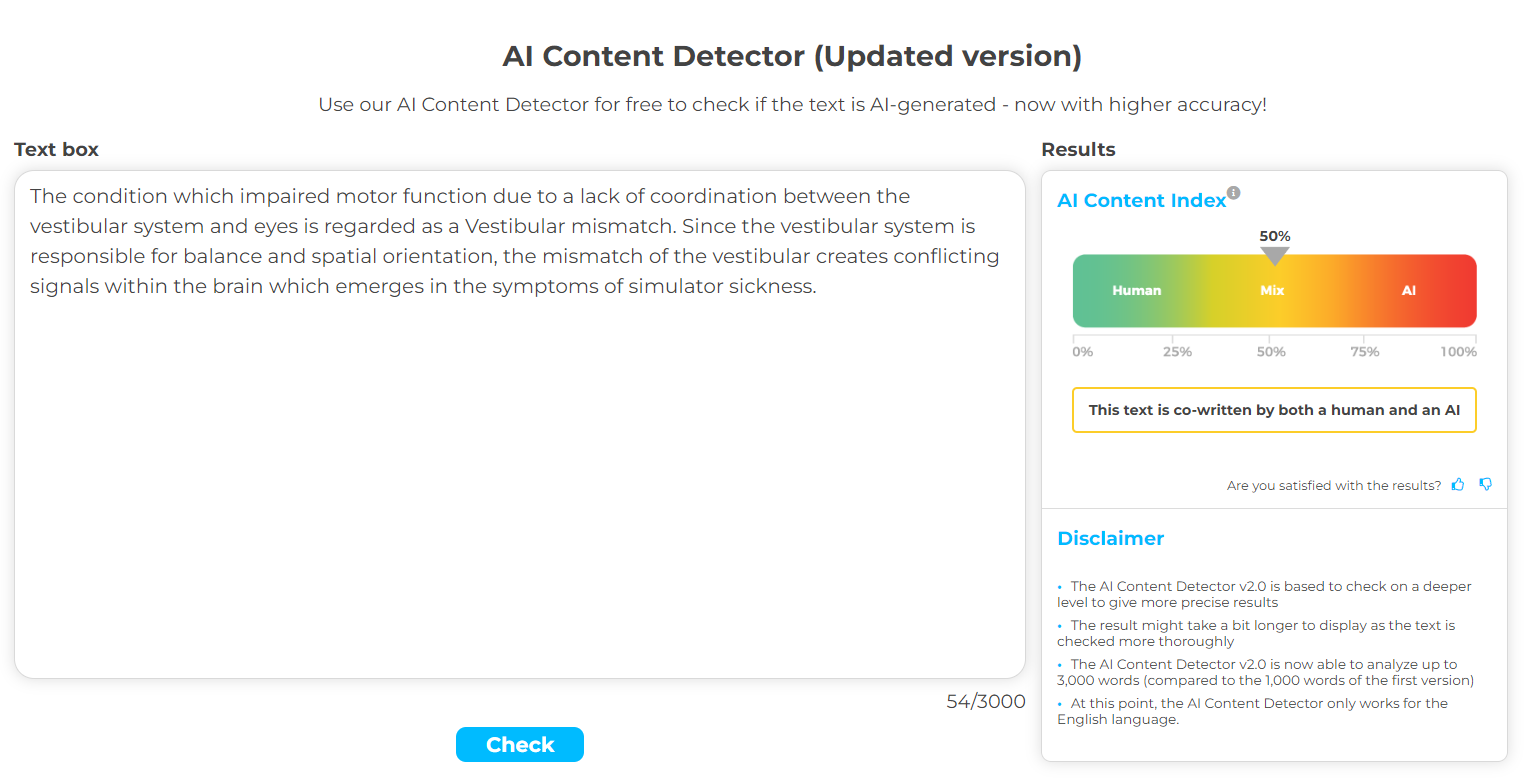 AI Content Detector (Updated version)
Use our AI Content Detector for free to check if the text is AI-generated - now with higher accuracy!
Text box
The condition which impaired motor function due to a lack of coordination between the
vestibular system and eyes is regarded as a Vestibular mismatch. Since the vestibular system is
responsible for balance and spatial orientation, the mismatch of the vestibular creates conflicting
signals within the brain which emerges in the symptoms of simulator sickness.
54/3000
Check
Results
AI Content Index
50%
Human Mix AI
0% 25% 50% 75% 100%
This text is co-written by both a human and an AI
Are you satisfied with the results?
Disclaimer
• The AI Content Detector v2.0 is based to check on a deeper
level to give more precise results
• The result might take a bit longer to display as the text is
checked more thoroughly
• The AI Content Detector v2.0 is now able to analyze up to
3,000 words (compared to the 1,000 words of the first version)
• At this point, the AI Content Detector only works for the
English language.